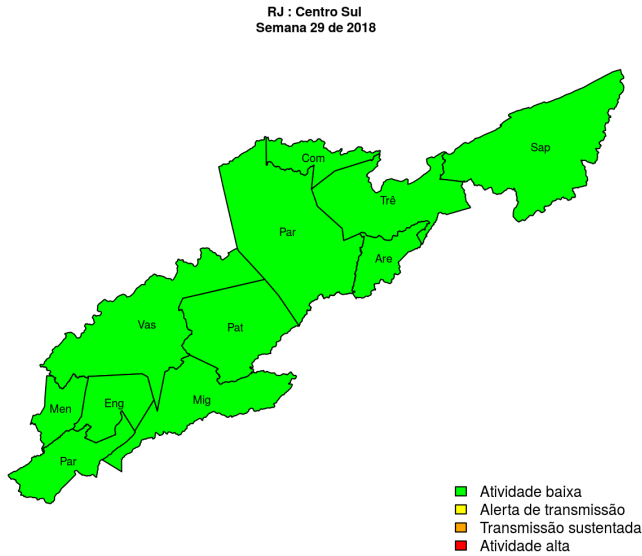 RJ : Centro Sul
Semana 29 de 2018
Sap
Com
Trê
Par
Are
Vas
Pat
Mig
Men
Eng
Par
Atividade baixa
Alerta de transmissão
Transmissão sustentada
Atividade alta